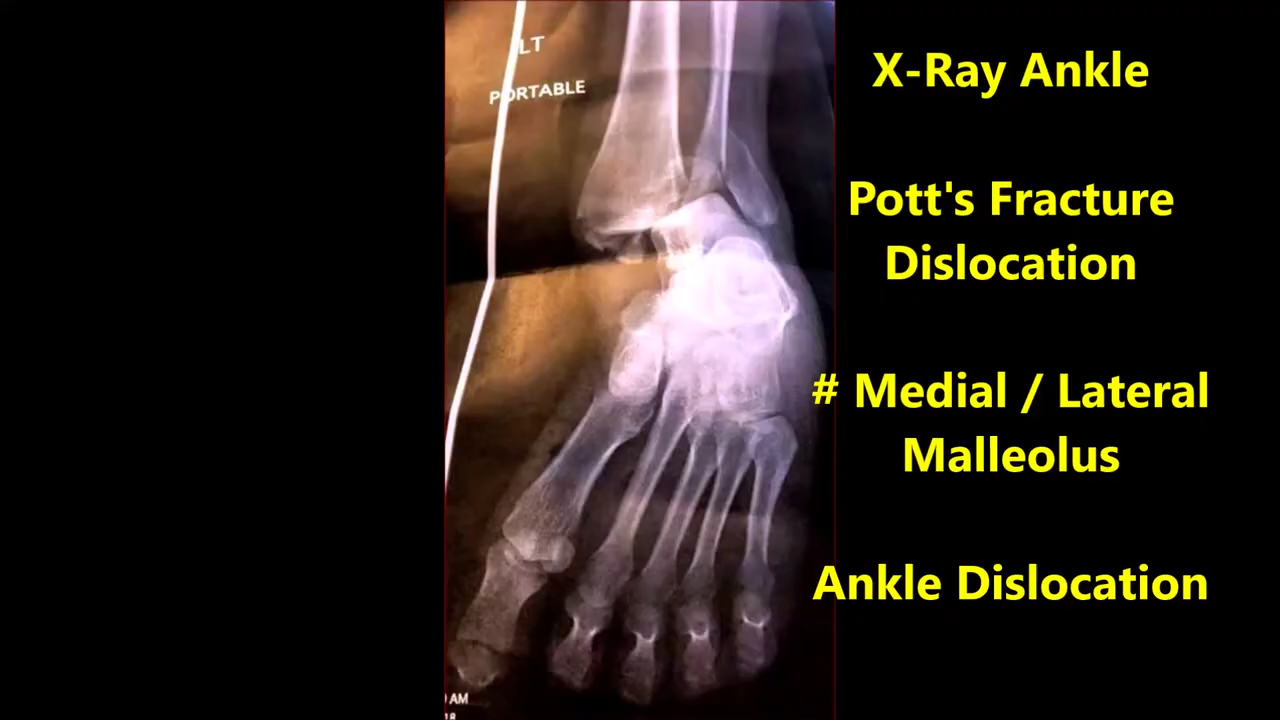 LT
PORTABLE
X-Ray Ankle
Pott's Fracture
Dislocation
# Medial / Lateral
Malleolus
Ankle Dislocation
AM